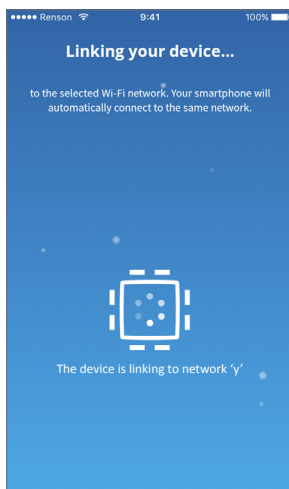 Renson 9:41 100%
Linking your device...
to the selected Wi-Fi network. Your smartphone will
automatically connect to the same network.
The device is linking to network ‘y’